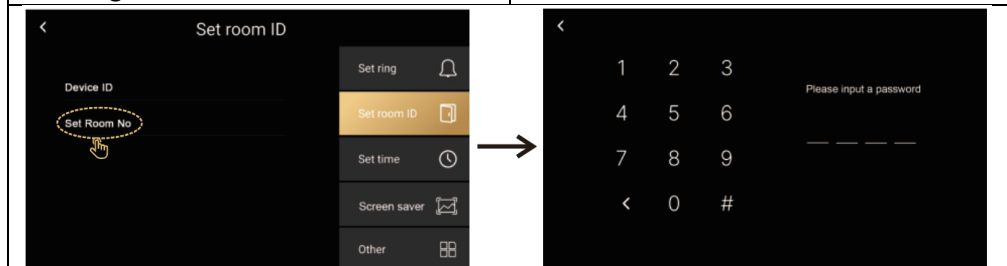 Set room ID
Device ID
Set Room No
Set ring
Set room ID
Set time
Screen saver
Other
1 2 3
4 5 6
7 8 9
< 0 #
Please input a password